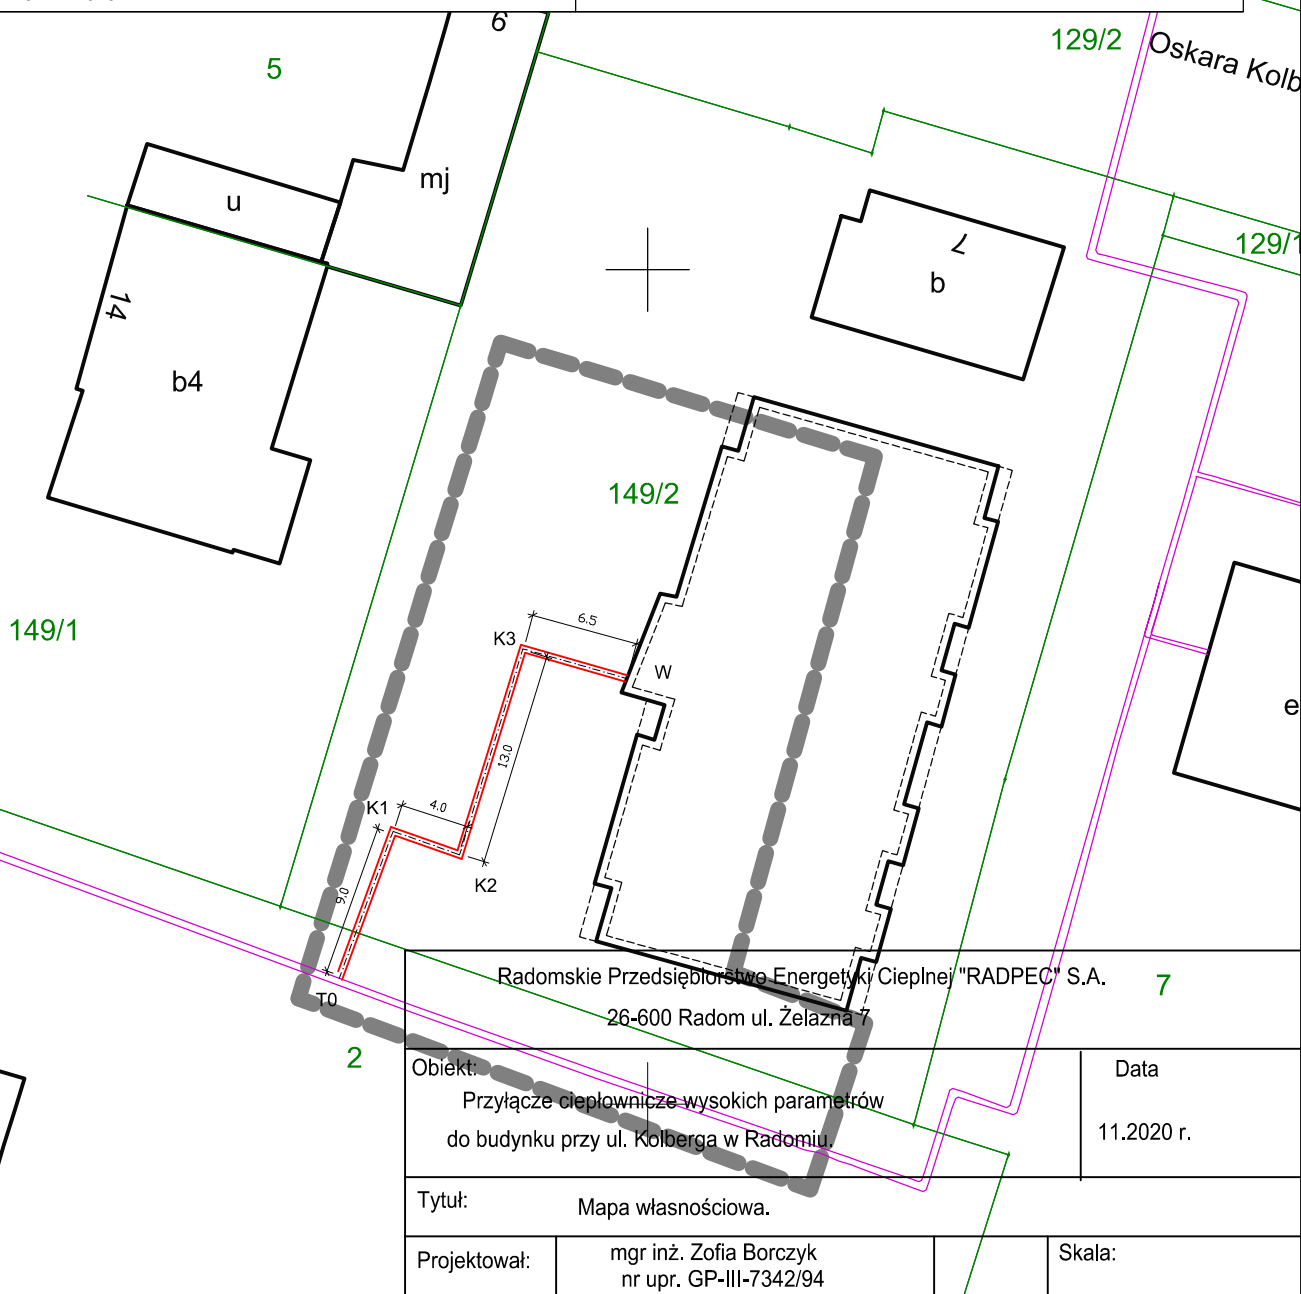 6
5
129/2
Oskara Kolb
u
mj
7
b
129/1
14
b4
149/2
149/1
K3
6.5
W
13.0
K1
4.0
9.0
K2
e
T0
2
Radomskie Przedsiębiorstwo Energetyki Cieplnej "RADPEC" S.A.
7
26-600 Radom ul. Żelazna 7
Obiekt:
Data
Przyłącze ciepłownicze wysokich parametrów
do budynku przy ul. Kolberga w Radomiu.
11.2020 r.
Tytuł:
Mapa własnościowa.
Projektował:
mgr inż. Zofia Borczyk
nr upr. GP-III-7342/94
Skala: